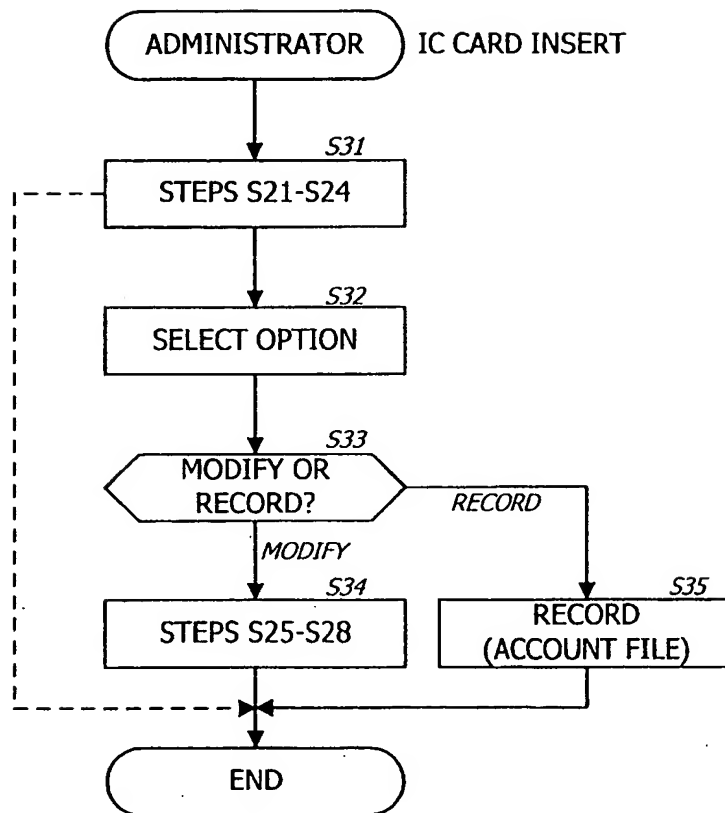 ADMINISTRATOR IC CARD INSERT
S31
STEPS S21-S24
S32
SELECT OPTION
S33
MODIFY OR
RECORD?
RECORD
MODIFY
S34
STEPS S25-S28
S35
RECORD
(ACCOUNT FILE)
END